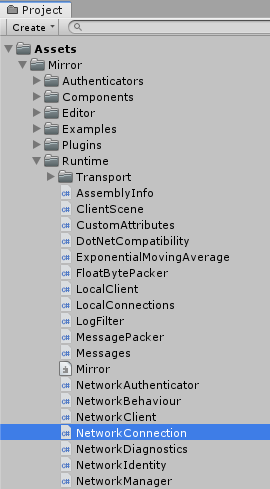 Project
Create
Assets
Mirror
Authenticators
Components
Editor
Examples
Plugins
Runtime
Transport
AssemblyInfo
ClientScene
CustomAttributes
DotNetCompatibility
ExponentialMovingAverage
FloatBytePacker
LocalClient
LocalConnections
LogFilter
MessagePacker
Messages
Mirror
NetworkAuthenticator
NetworkBehaviour
NetworkClient
NetworkConnection
NetworkDiagnostics
NetworkIdentity
NetworkManager